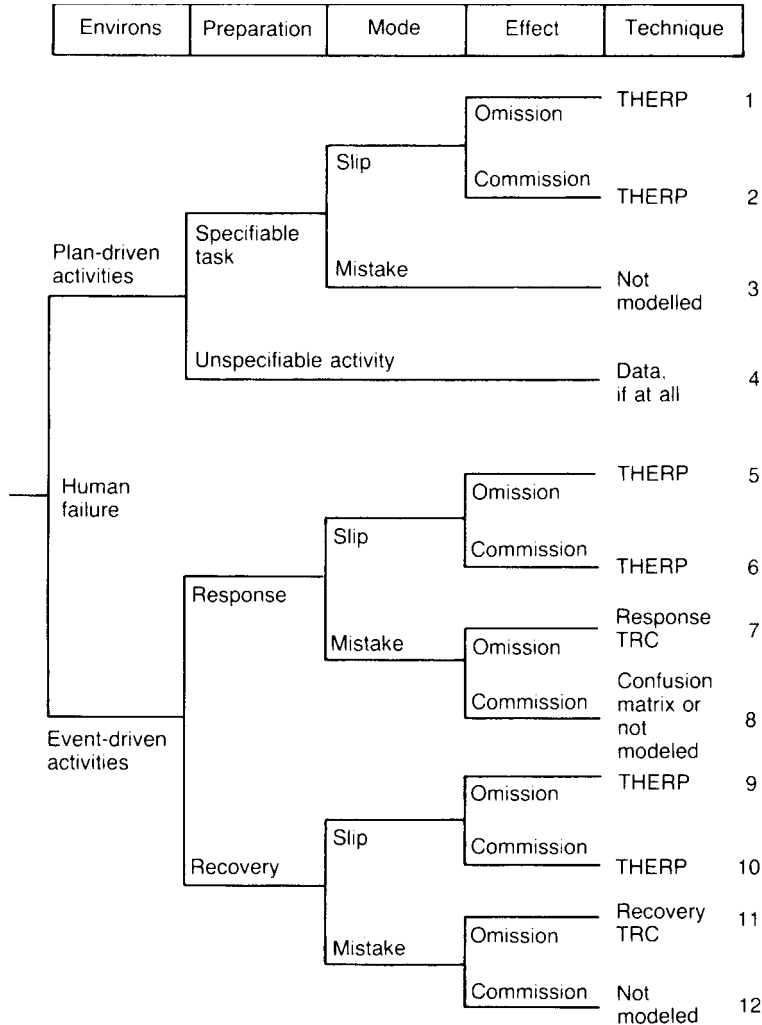 Environs Preparation Mode Effect Technique
THERP 1
Omission
Slip
Commission
THERP 2
Specifiable
task
Plan-driven
activities
Mistake
Not
modelled 3
Unspecifiable activity
Data,
if at all 4
Human
failure
THERP 5
Omission
Slip
Commission
THERP 6
Response
Response
TRC 7
Mistake
Omission
Commission
Confusion
matrix or
not
modeled 8
Event-driven
activities
THERP 9
Omission
Slip
Commission
THERP 10
Recovery
Recovery
TRC 11
Omission
Mistake
Commission
Not
modeled 12